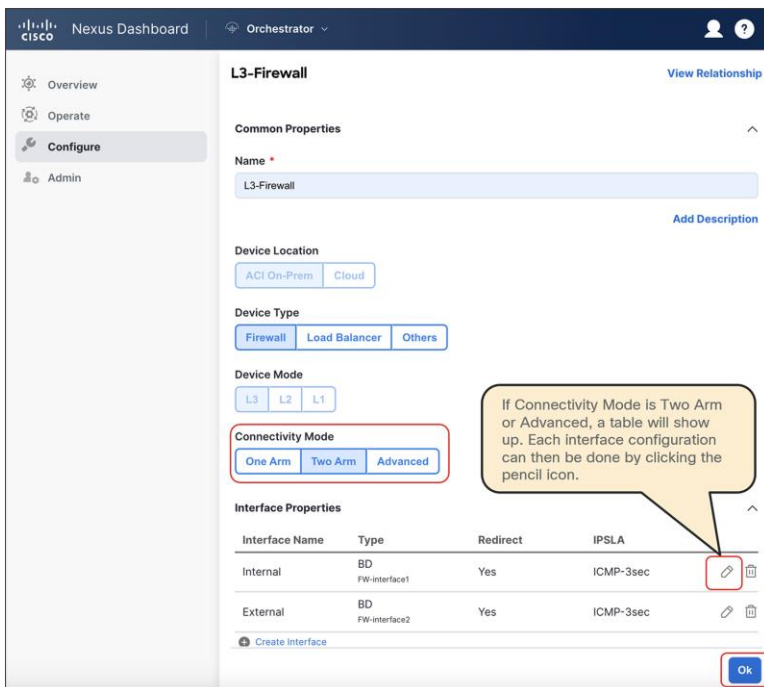 CISCO
Nexus Dashboard
Orchestrator
?
Overview
Operate
Configure
Admin
L3-Firewall
View Relationship
Common Properties
Name *
L3-Firewall
Add Description
Device Location
ACI On-Prem Cloud
Device Type
Firewall Load Balancer Others
Device Mode
L3 L2 L1
Connectivity Mode
One Arm Two Arm Advanced
If Connectivity Mode is Two Arm
or Advanced, a table will show
up. Each interface configuration
can then be done by clicking the
pencil icon.
Interface Properties
Interface Name Type Redirect IPSLA
Internal BD Yes ICMP-3sec
FW-interface1
External BD Yes ICMP-3sec
FW-interface2
Create Interface
Ok